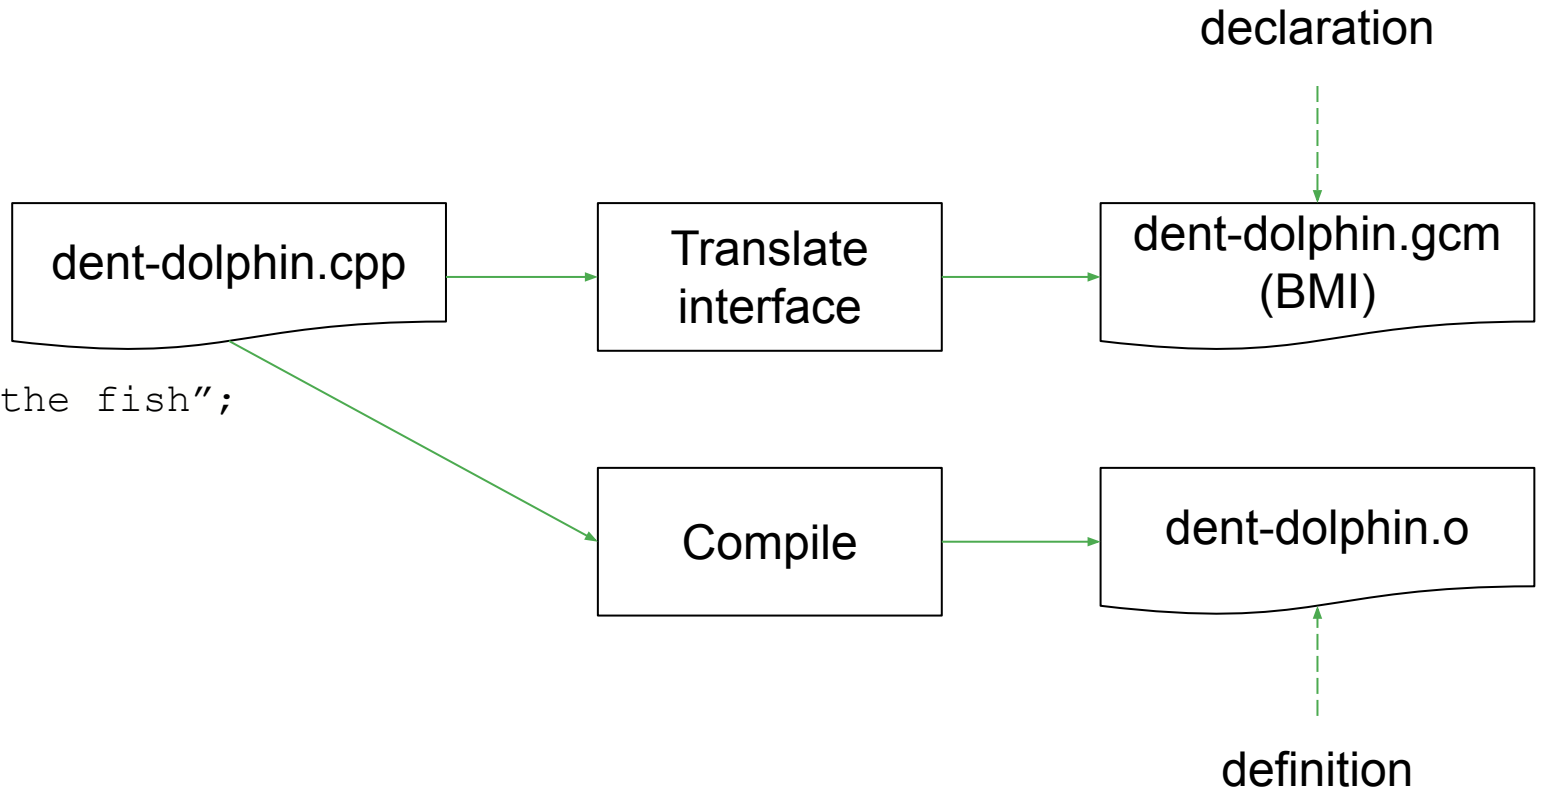 declaration
dent-dolphin.cpp
Translate
interface
dent-dolphin.gcm
(BMI)
the fish”;
Compile
dent-dolphin.o
definition